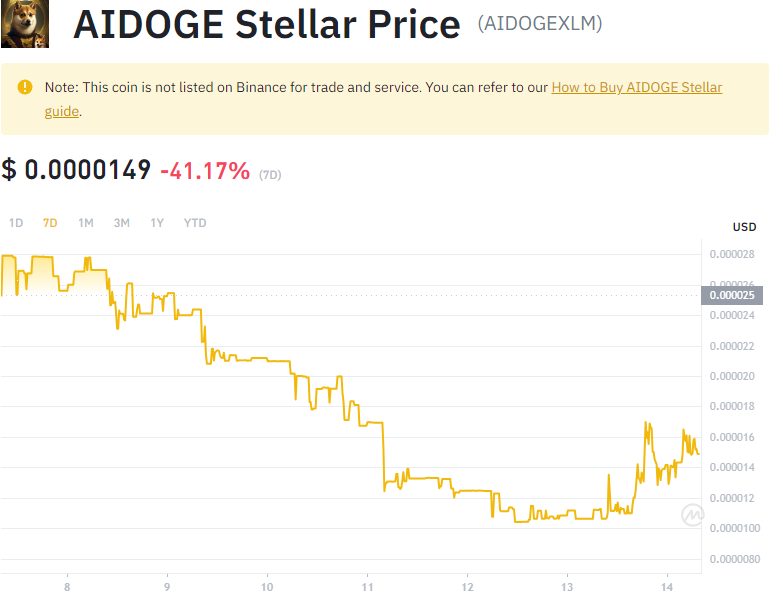 AIDOGE Stellar Price (AIDOGEXLM)
Note: This coin is not listed on Binance for trade and service. You can refer to our How to Buy AIDOGE Stellar
guide.
$ 0.0000149 -41.17% (7D)
1D 7D 1M 3M 1Y YTD
USD
0.000028
0.000026
0.000025
0.000024
0.000022
0.000020
0.000018
0.000016
0.000014
0.000012
0.0000100
0.0000080
8 9 10 11 12 13 14